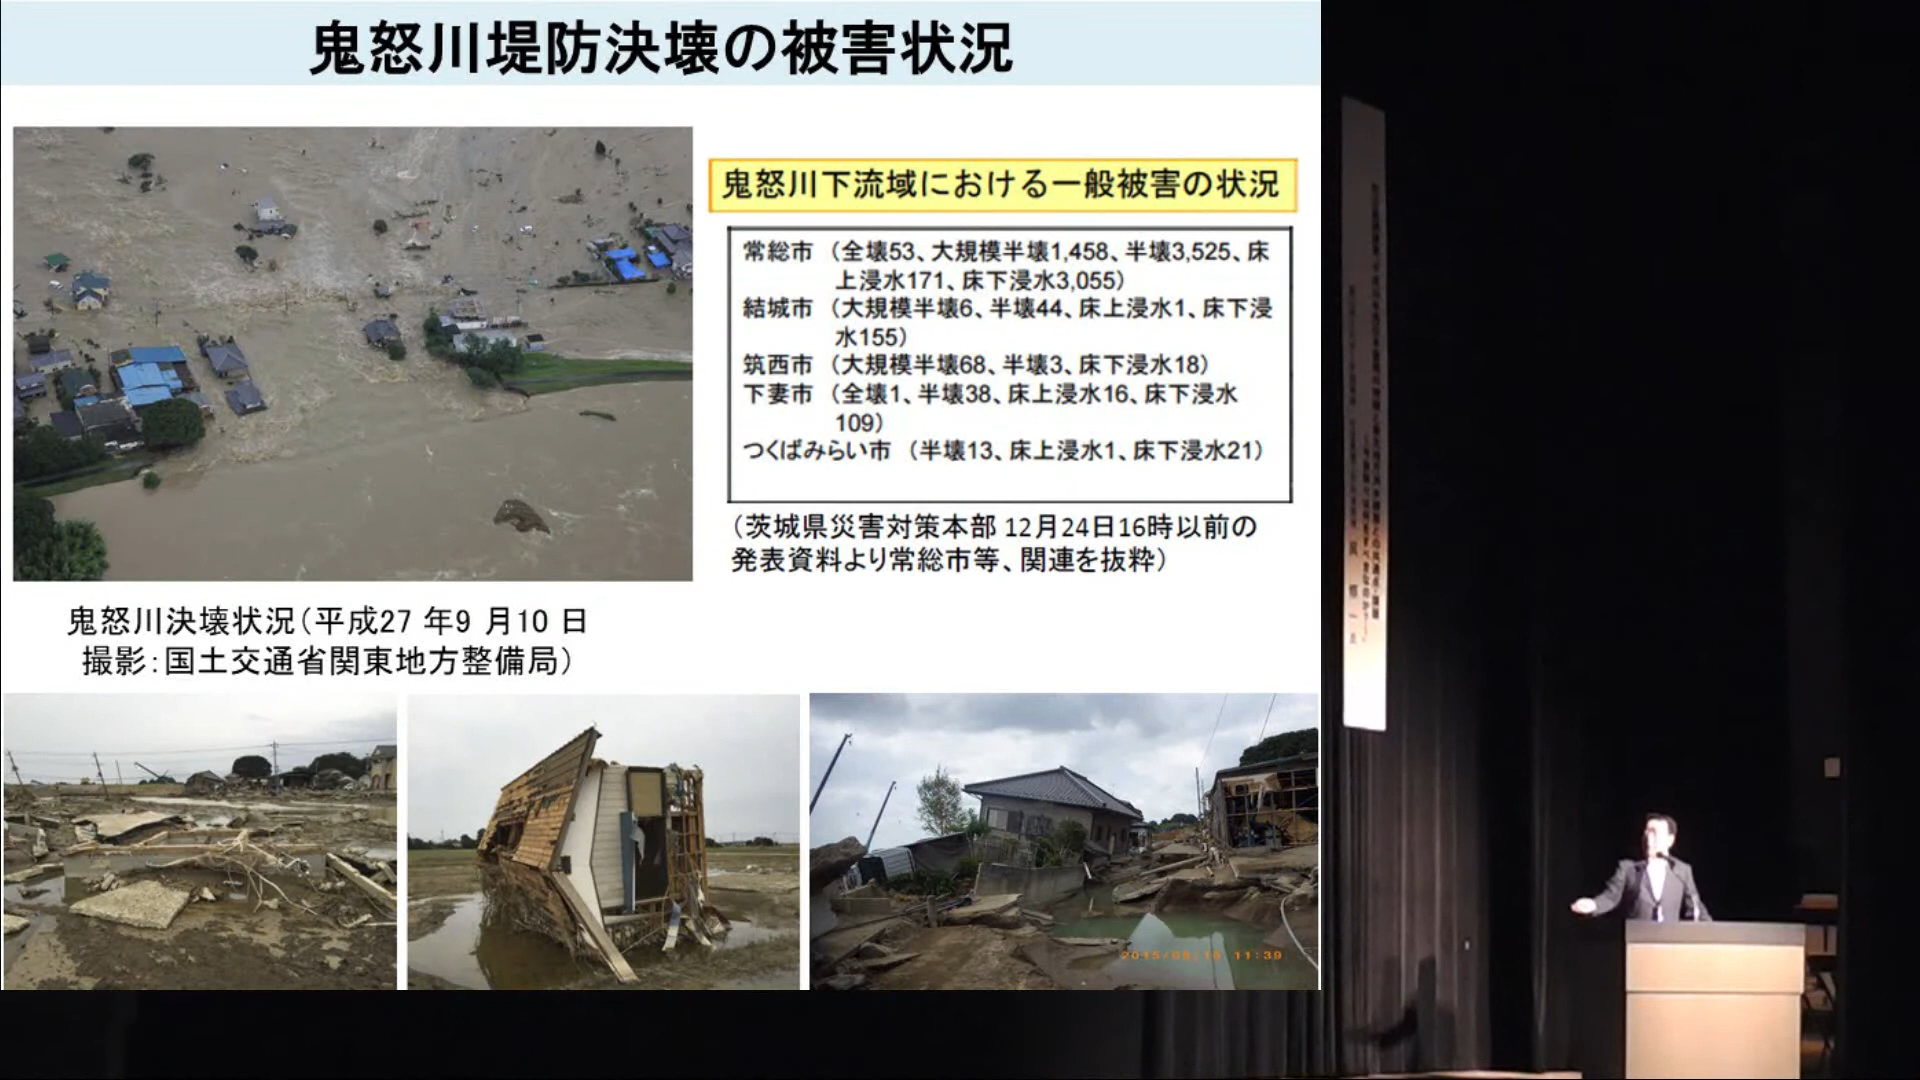 鬼怒川堤防決壊の被害状況
鬼怒川下流域における一般被害の状況
常総市 （全壊53、大規模半壊1,458、半壊3,525、床
上浸水171、床下浸水3,055）
結城市 （大規模半壊6、半壊44、床上浸水1、床下浸
水155）
筑西市 （大規模半壊68、半壊3、床下浸水18）
下妻市 （全壊1、半壊38、床上浸水16、床下浸水
109）
つくばみらい市 （半壊13、床上浸水1、床下浸水21）
（茨城県災害対策本部 12月24日16時以前の
発表資料より常総市等、関連を抜粋）
鬼怒川決壊状況（平成27 年9 月10 日
撮影：国土交通省関東地方整備局）
11:39